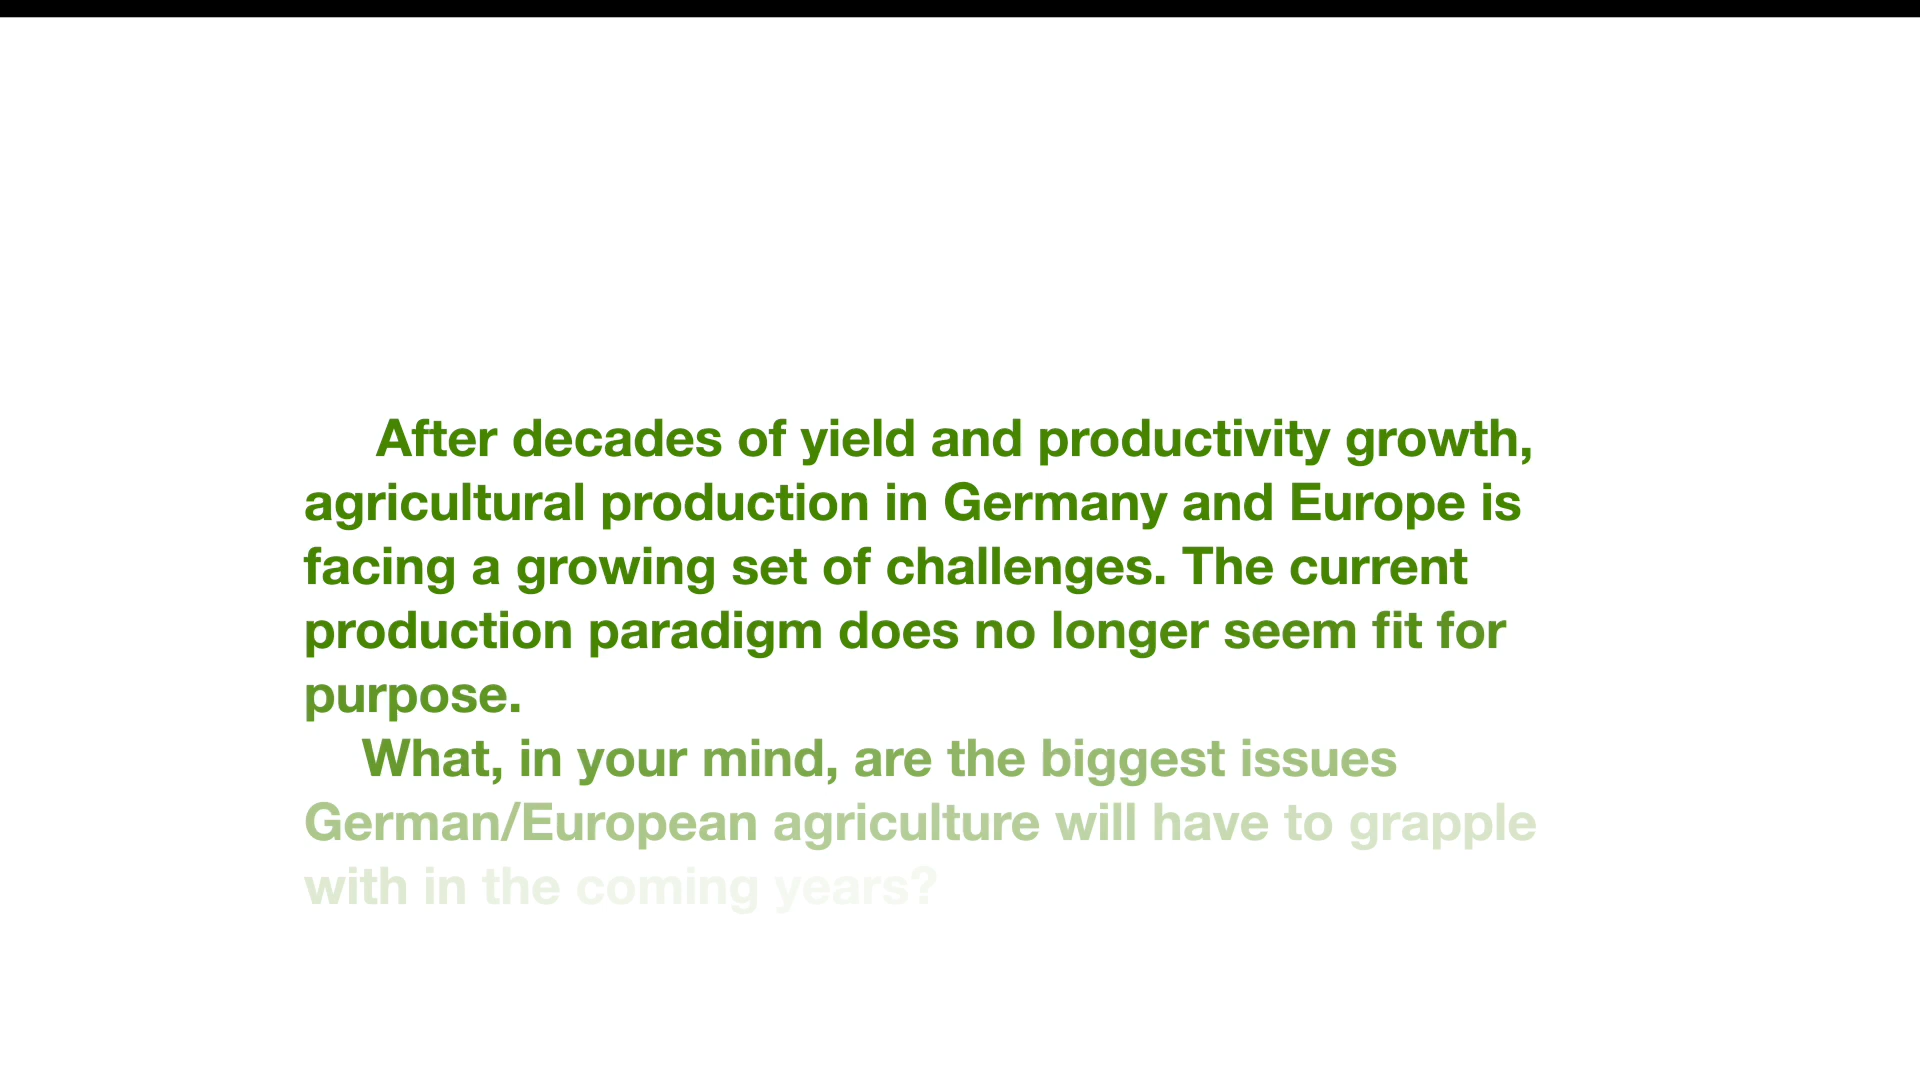 After decades of yield and productivity growth,
agricultural production in Germany and Europe is
facing a growing set of challenges. The current
production paradigm does no longer seem fit for
purpose.
What, in your mind, are the biggest issues
German/European agriculture will have to grapple
with in the coming years?